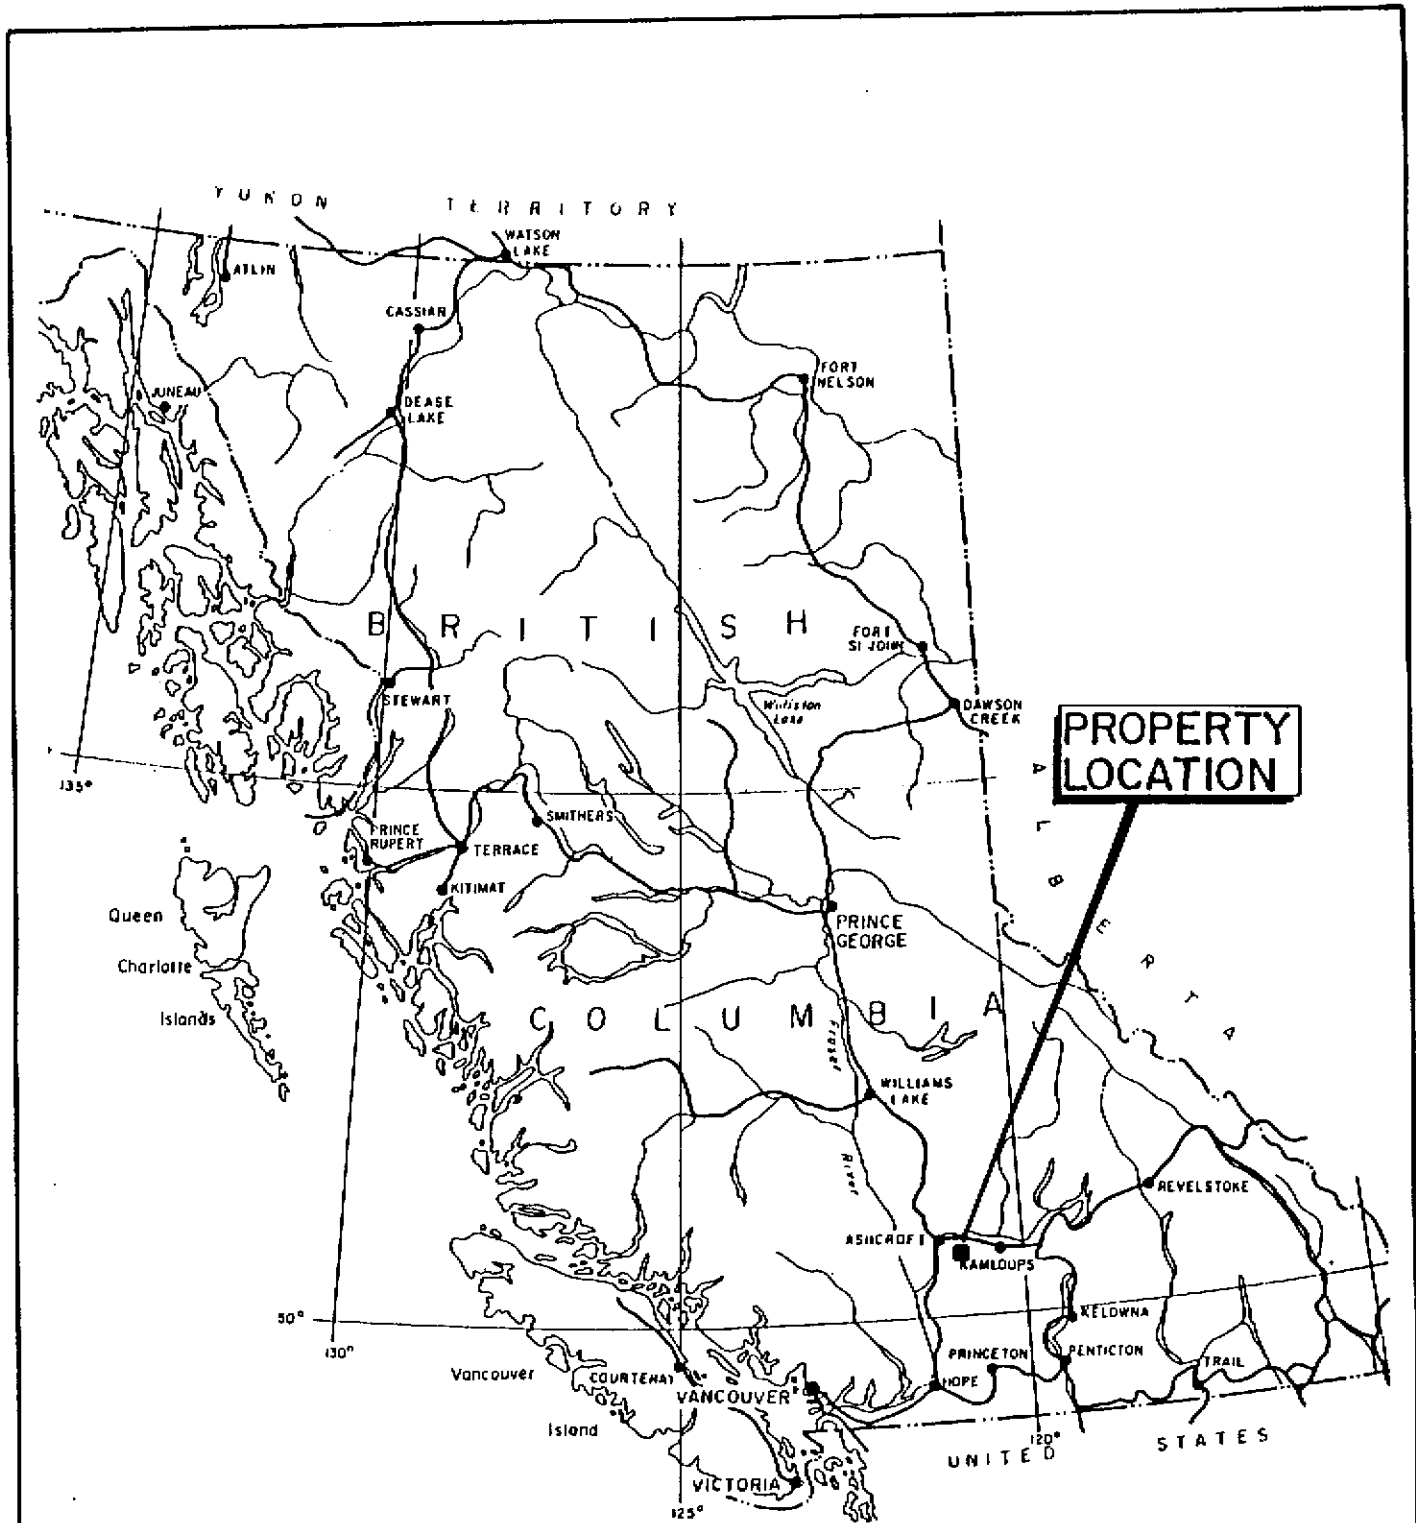 YUKON TERRITORY
WATSON
LAKE
ATLIN
CASSIAR
FORT
NELSON
JUNEAU
DEASE
LAKE
BRITISH
FORT
ST JOHN
STEWART
Williston
Lake
DAWSON
CREEK
PROPERTY
LOCATION
ALBERTA
135°
PRINCE
RUPERT
SMITHERS
TERRACE
KITIMAT
Queen
Charlotte
Islands
PRINCE
GEORGE
COLUMBIA
Fraser
River
WILLIAMS
LAKE
REVELSTOKE
ASHCROFT
KAMLOOPS
50°
130°
KELOWNA
Vancouver
Island
COURTENAY
VANCOUVER
PRINCETON
PENTICTON
HOPE
TRAIL
120°
UNITED STATES
VICTORIA
125°